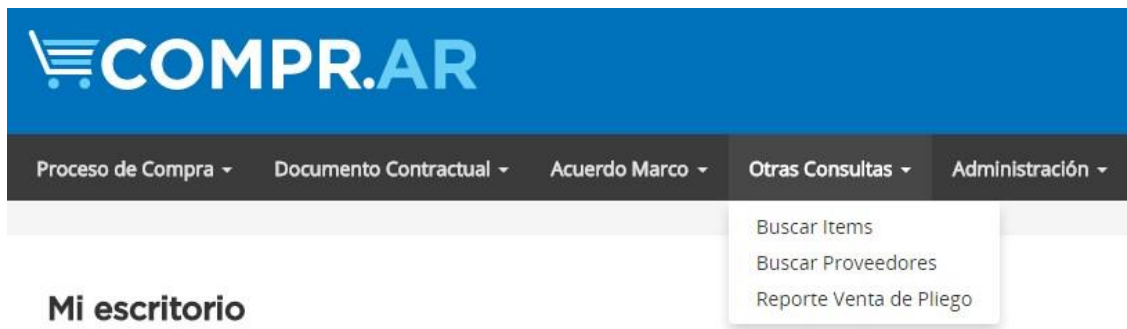 COMPR.AR
Proceso de Compra Documento Contractual Acuerdo Marco Otras Consultas Administración
Buscar Items
Buscar Proveedores
Reporte Venta de Pliego
Mi escritorio